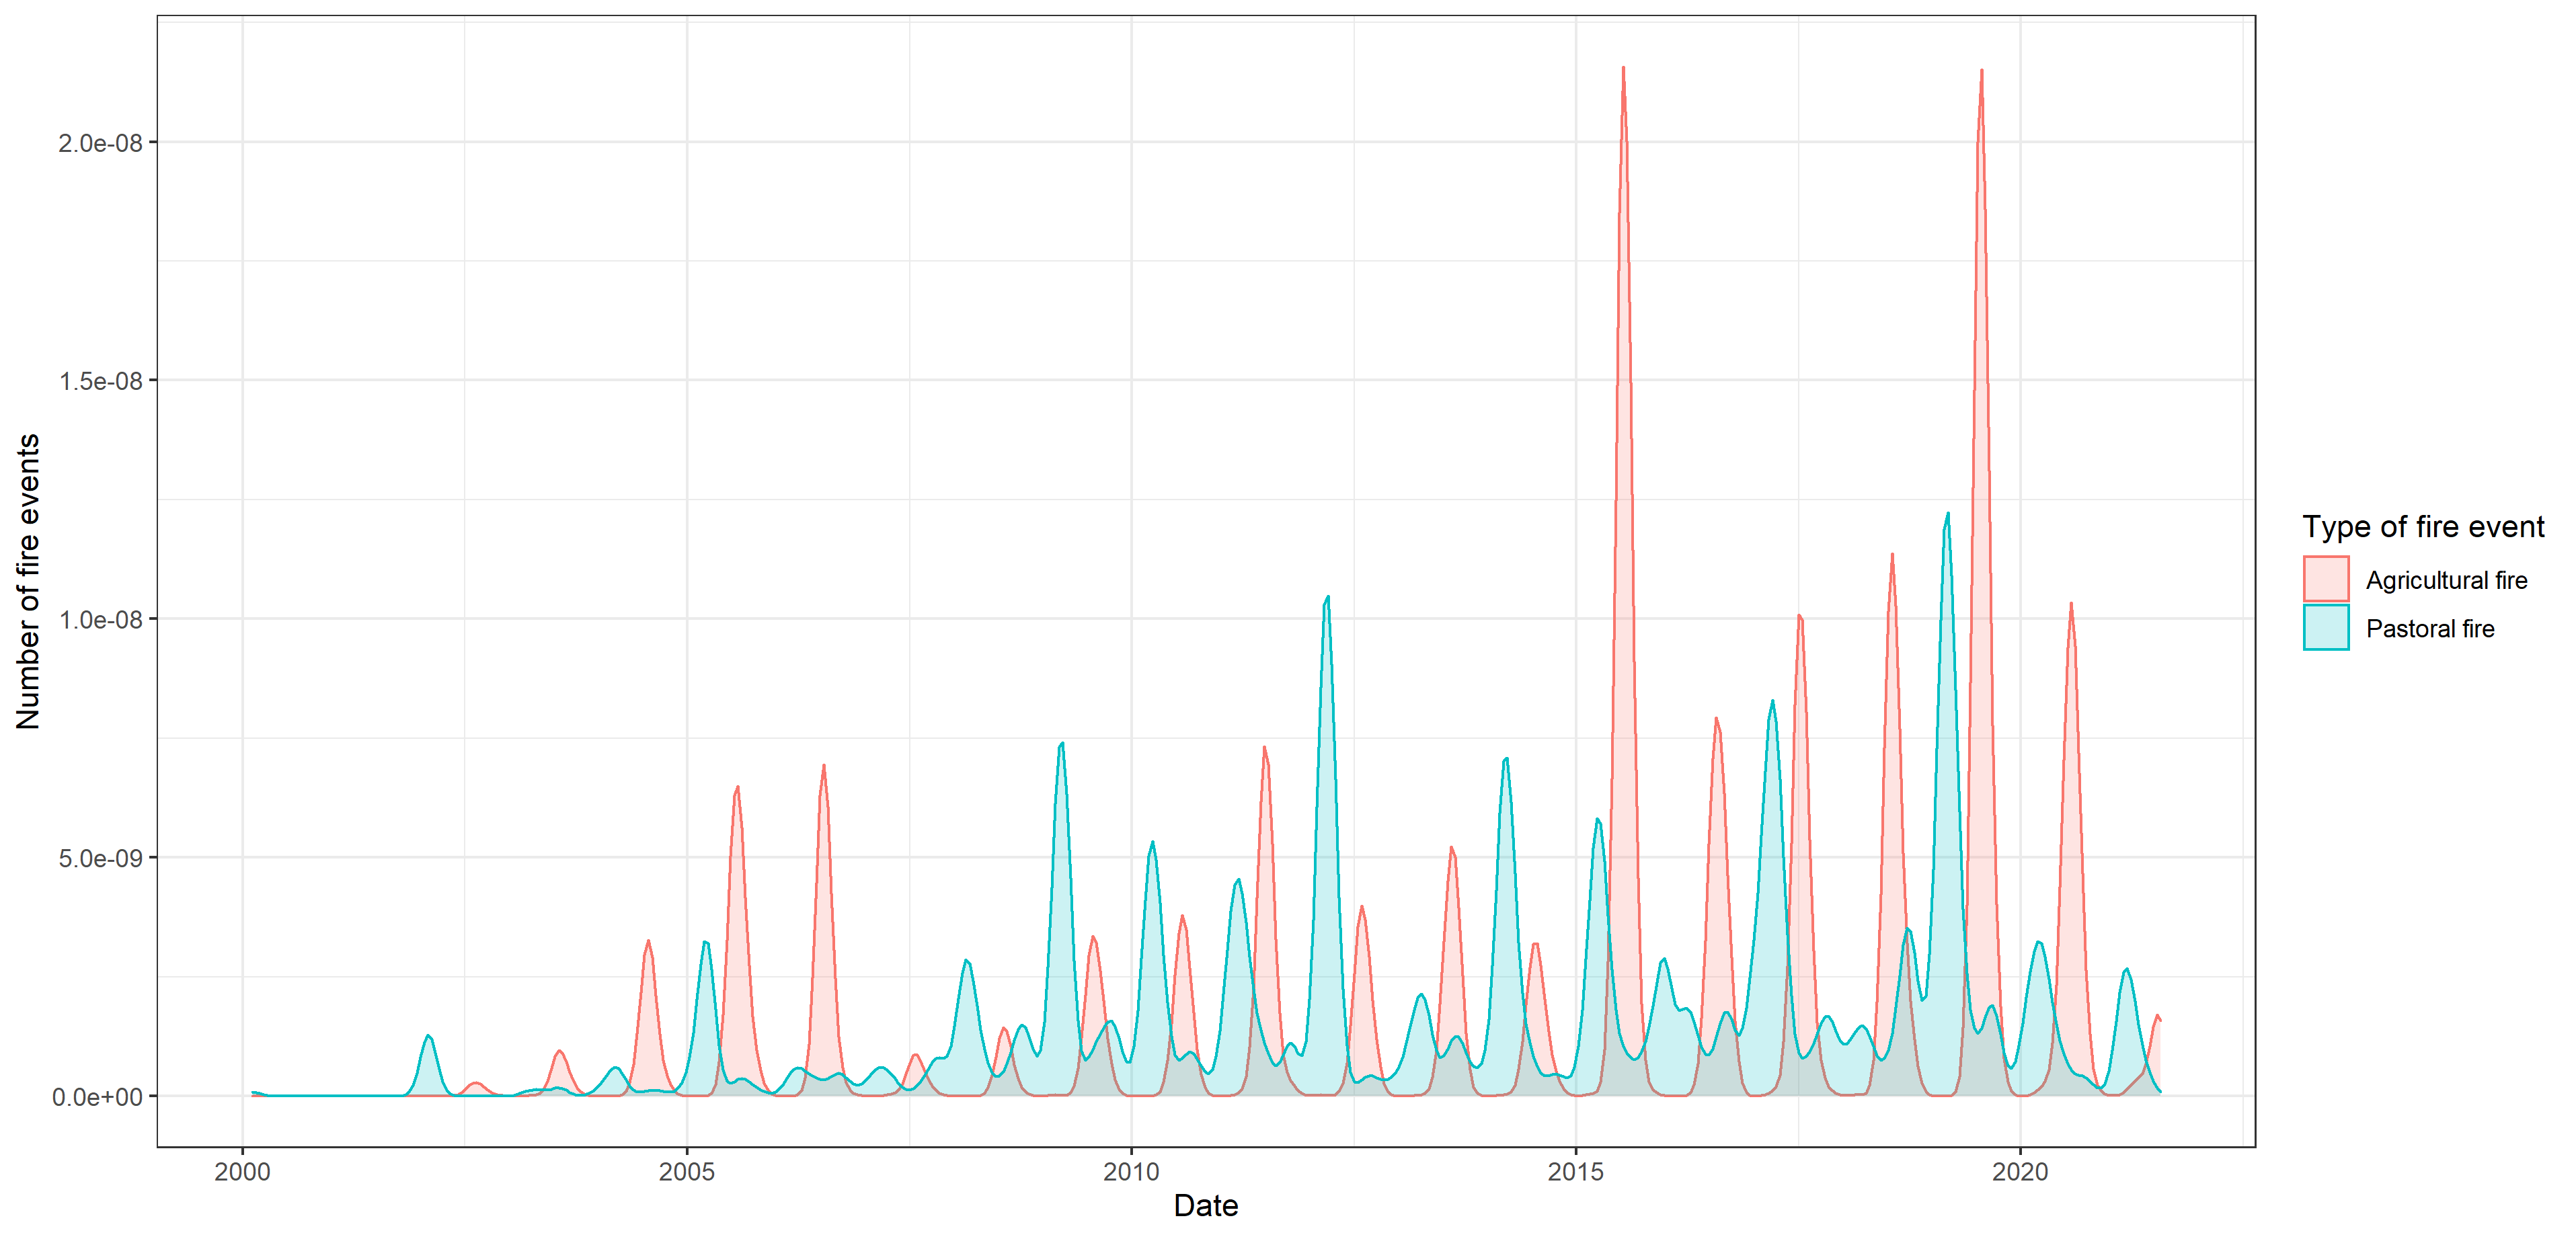 Number of fire events
2.0e-08
1.5e-08
1.0e-08
5.0e-09
0.0e+00
2000
2005
2010
2015
2020
Date
Type of fire event
Agricultural fire
Pastoral fire